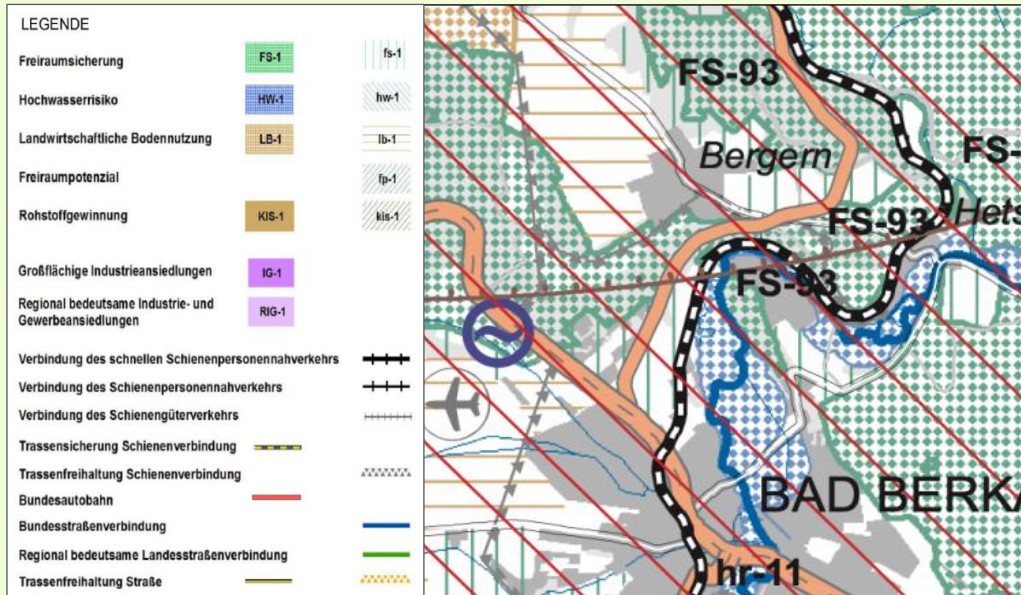 LEGENDE
Freiraumsicherung FS-1 fs-1
Hochwasserrisiko HW-1 hw-1
Landwirtschaftliche Bodennutzung LB-1 lb-1
Freiraumpotenzial fp-1
Rohstoffgewinnung KIS-1 kis-1
Großflächige Industrieansiedlungen IG-1
Regional bedeutsame Industrie- und
Gewerbeansiedlungen RIG-1
Verbindung des schnellen Schienenpersonennahverkehrs
Verbindung des Schienenpersonennahverkehrs
Verbindung des Schienengüterverkehrs
Trassensicherung Schienenverbindung
Trassenfreihaltung Schienenverbindung
Bundesautobahn
Bundesstraßenverbindung
Regional bedeutsame Landesstraßenverbindung
Trassenfreihaltung Straße
FS-93
Bergern
FS-
FS-93
Hets
FS-93
BAD BERKA
hr-11